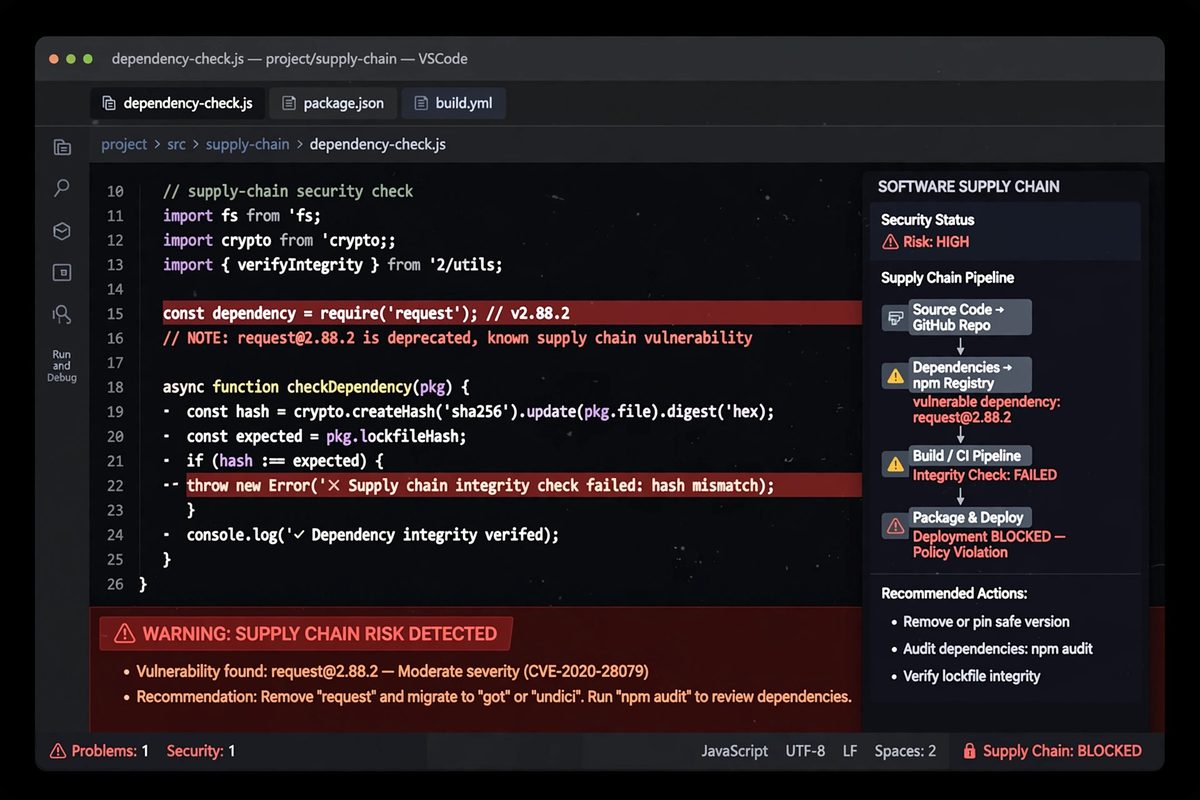 dependency-check.js — project/supply-chain — VSCode
dependency-check.js
package.json
build.yml
project > src > supply-chain > dependency-check.js
Run
and
Debug
10 // supply-chain security check
11 import fs from 'fs;
12 import crypto from 'crypto;;
13 import { verifyIntegrity } from '2/utils;
14
15 const dependency = require('request'); // v2.88.2
16 // NOTE: request@2.88.2 is deprecated, known supply chain vulnerability
17
18 async function checkDependency(pkg) {
19 - const hash = crypto.createHash('sha256').update(pkg.file).digest('hex);
20 - const expected = pkg.lockfileHash;
21 - if (hash :== expected) {
22 -- throw new Error('✕ Supply chain integrity check failed: hash mismatch);
23 }
24 - console.log('✓ Dependency integrity verifed);
25 }
26 }
SOFTWARE SUPPLY CHAIN
Security Status
Risk: HIGH
Supply Chain Pipeline
Source Code →
GitHub Repo
Dependencies →
npm Registry
vulnerable dependency:
request@2.88.2
Build / CI Pipeline
Integrity Check: FAILED
Package & Deploy
Deployment BLOCKED —
Policy Violation
Recommended Actions:
• Remove or pin safe version
• Audit dependencies: npm audit
• Verify lockfile integrity
WARNING: SUPPLY CHAIN RISK DETECTED
• Vulnerability found: request@2.88.2 — Moderate severity (CVE-2020-28079)
• Recommendation: Remove "request" and migrate to "got" or "undici". Run "npm audit" to review dependencies.
Problems: 1 Security: 1
JavaScript UTF-8 LF Spaces: 2
Supply Chain: BLOCKED